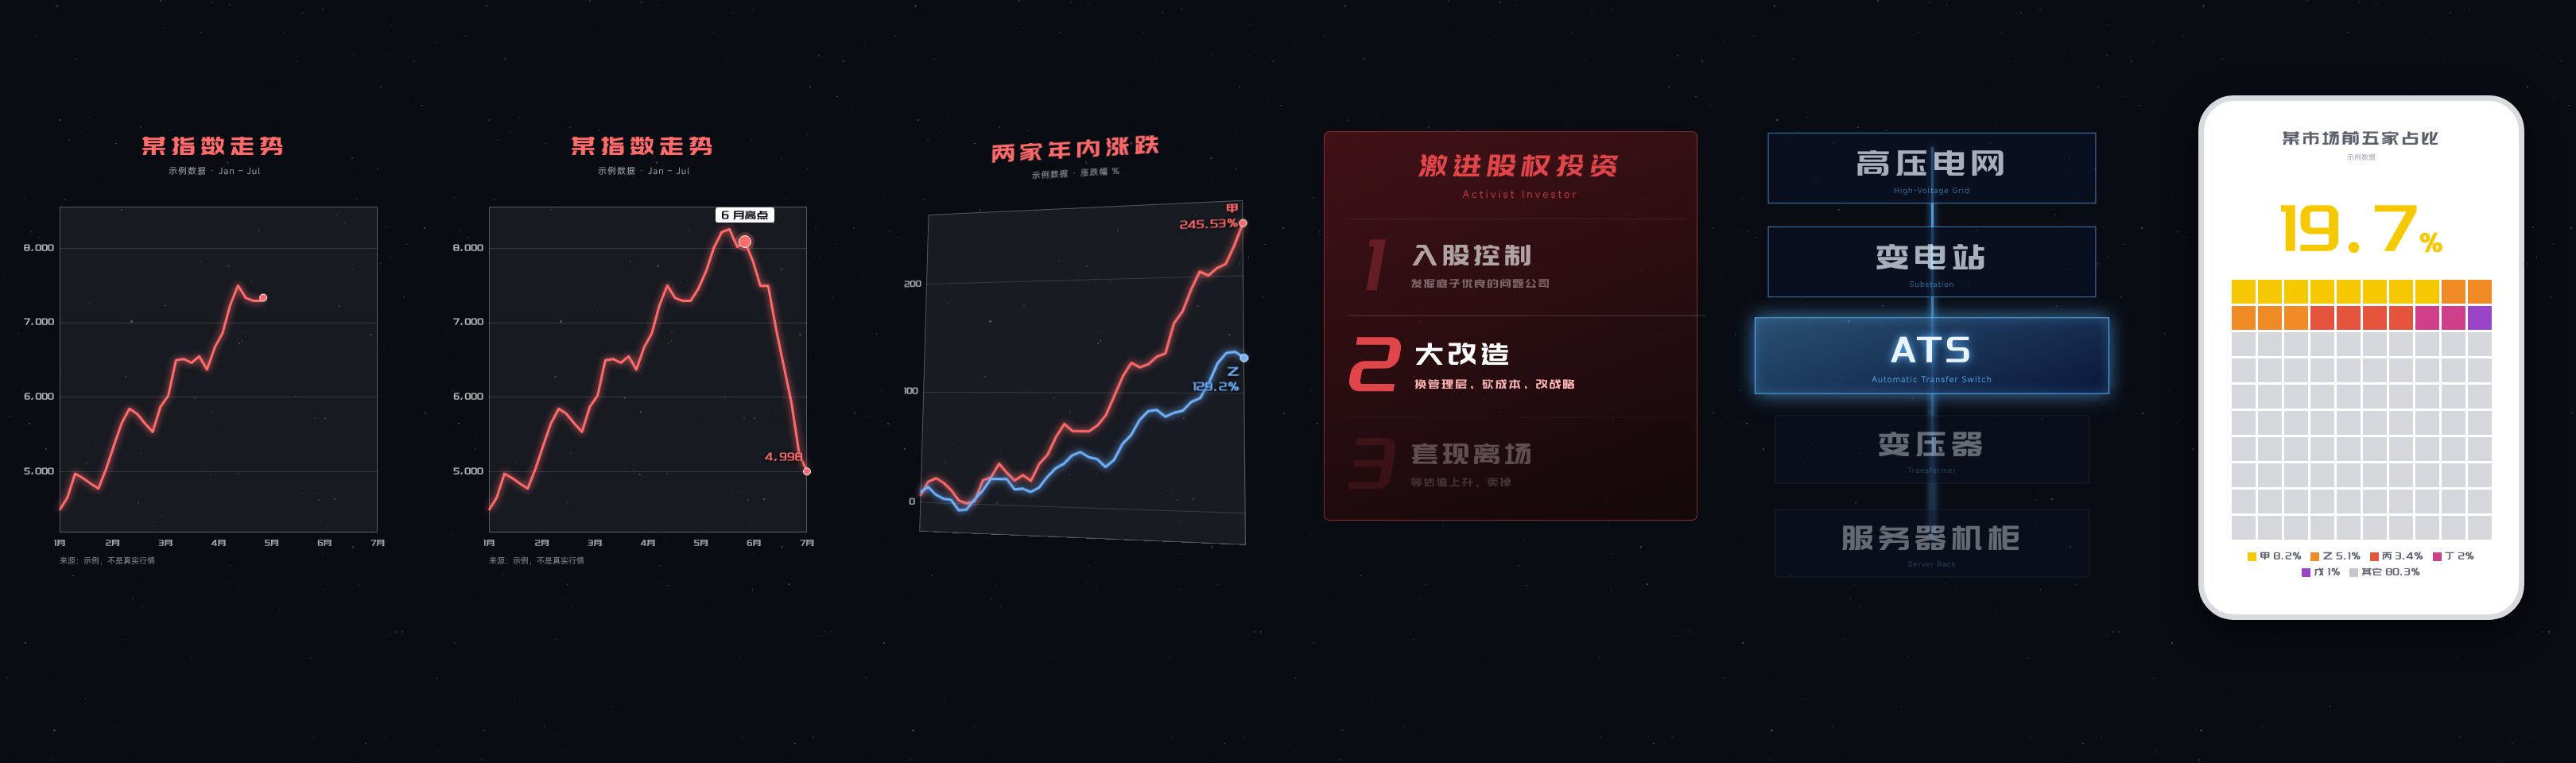 某指数走势
示例数据 · Jan – Jul
8,000
7,000
6,000
5,000
1月 2月 3月 4月 5月 6月 7月
来源：示例，不是真实行情
某指数走势
示例数据 · Jan – Jul
6 月高点
8,000
7,000
6,000
5,000
4,998
1月 2月 3月 4月 5月 6月 7月
来源：示例，不是真实行情
两家年内涨跌
示例数据 · 涨跌幅 %
甲
245.53%
200
乙
129.2%
100
0
激进股权投资
Activist Investor
1 入股控制
发掘底子优良的问题公司
2 大改造
换管理层，砍成本，改战略
3 套现离场
等估值上升，卖掉
高压电网
High-Voltage Grid
变电站
Substation
ATS
Automatic Transfer Switch
变压器
Transformer
服务器机柜
Server Rack
某市场前五家占比
示例数据
19.7%
甲 8.2% 乙 5.1% 丙 3.4% 丁 2%
戊 1% 其它 80.3%